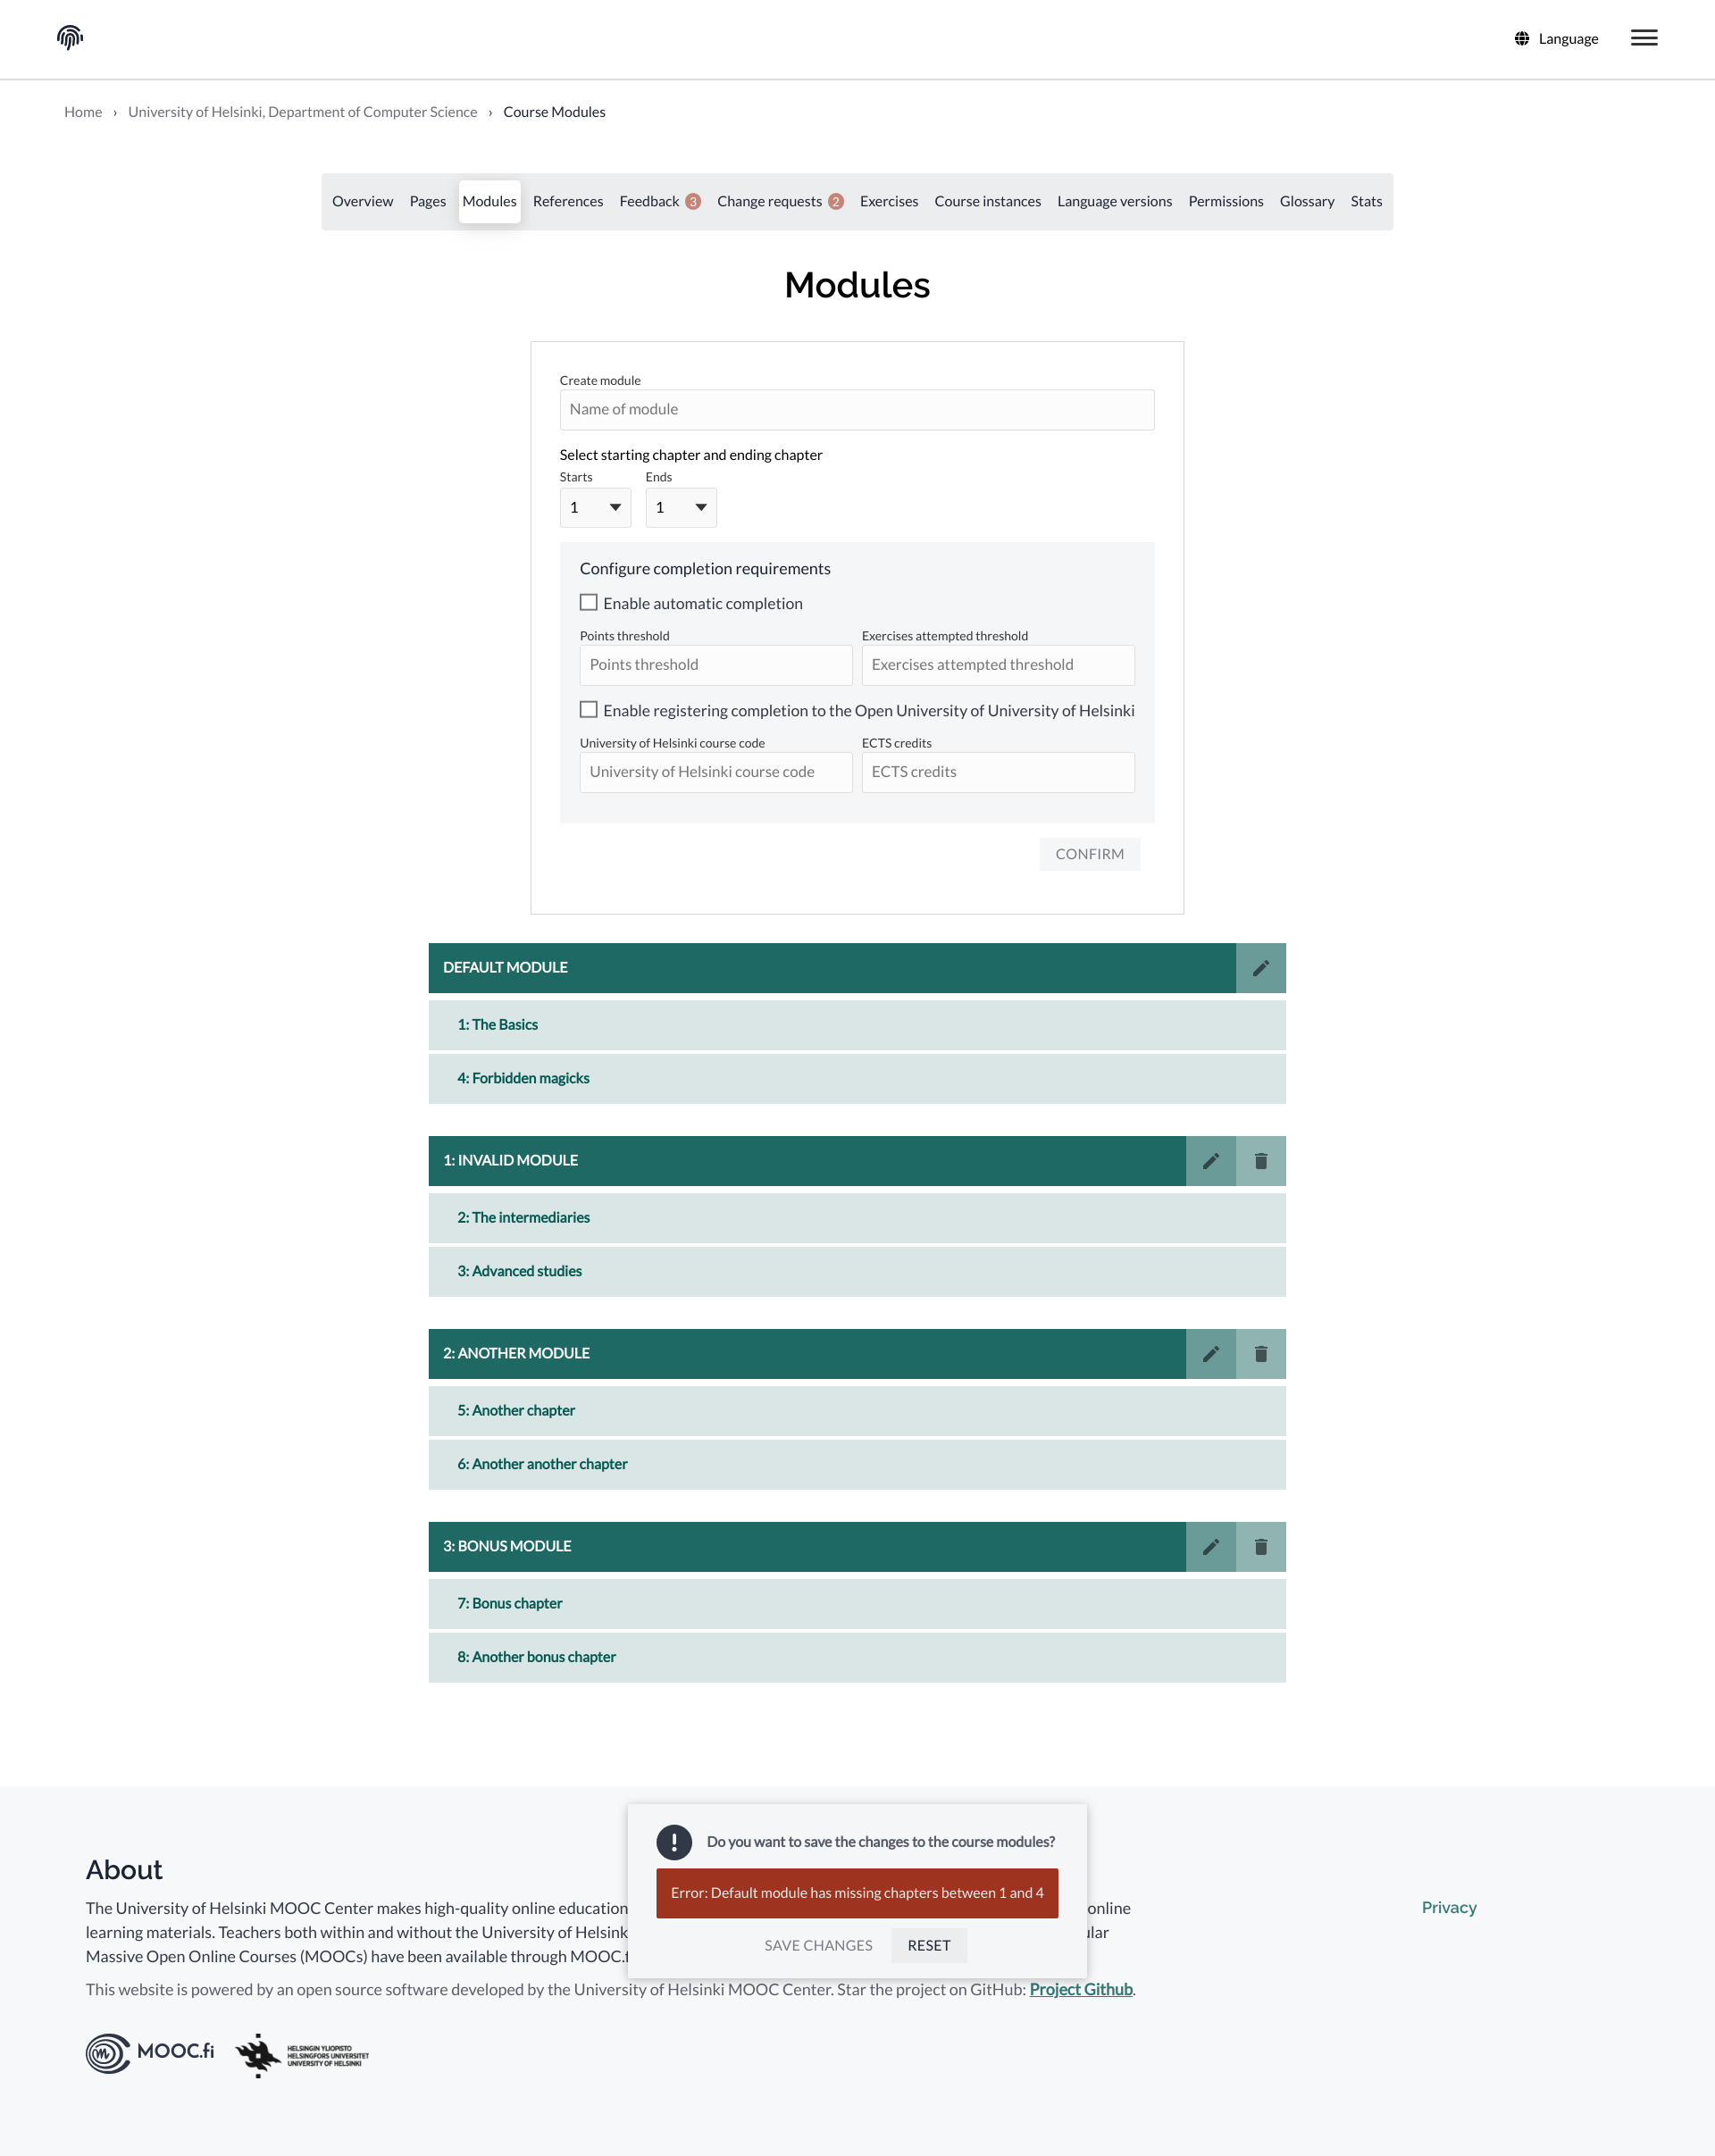 Language
Home › University of Helsinki, Department of Computer Science › Course Modules
Overview Pages Modules References Feedback 3 Change requests 2 Exercises Course instances Language versions Permissions Glossary Stats
Modules
Create module
Name of module
Select starting chapter and ending chapter
Starts Ends
1 1
Configure completion requirements
Enable automatic completion
Points threshold Exercises attempted threshold
Points threshold Exercises attempted threshold
Enable registering completion to the Open University of University of Helsinki
University of Helsinki course code ECTS credits
University of Helsinki course code ECTS credits
CONFIRM
DEFAULT MODULE
1: The Basics
4: Forbidden magicks
1: INVALID MODULE
2: The intermediaries
3: Advanced studies
2: ANOTHER MODULE
5: Another chapter
6: Another another chapter
3: BONUS MODULE
7: Bonus chapter
8: Another bonus chapter
Do you want to save the changes to the course modules?
Error: Default module has missing chapters between 1 and 4
SAVE CHANGES RESET
About
The University of Helsinki MOOC Center makes high-quality online education online
learning materials. Teachers both within and without the University of Helsink ular
Massive Open Online Courses (MOOCs) have been available through MOOC.f
This website is powered by an open source software developed by the University of Helsinki MOOC Center. Star the project on GitHub: Project Github.
Privacy
MOOC.fi
HELSINGIN YLIOPISTO
HELSINGFORS UNIVERSITET
UNIVERSITY OF HELSINKI